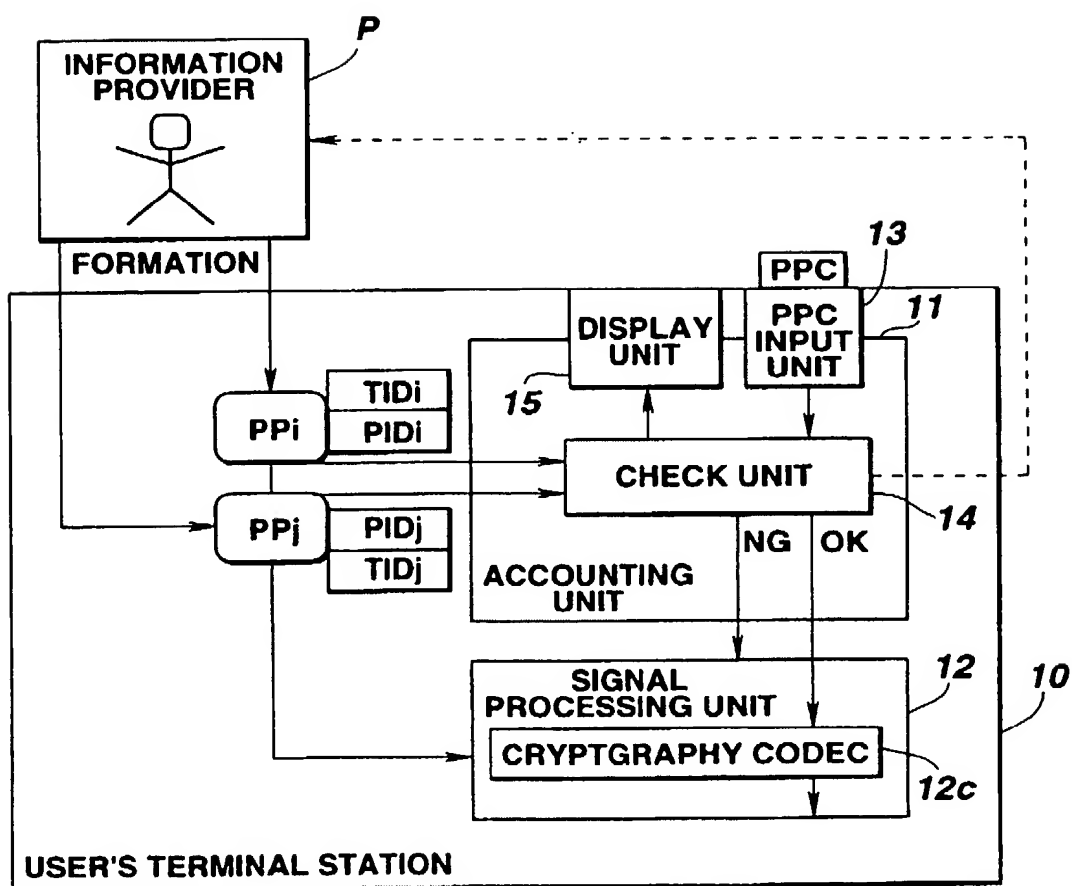 P
INFORMATION
PROVIDER
FORMATION
PPC
13
11
DISPLAY
UNIT
PPC
INPUT
UNIT
15
TIDi
PPi
PIDi
CHECK UNIT
14
PPj
PIDj
TIDj
NG
OK
ACCOUNTING
UNIT
SIGNAL
PROCESSING UNIT
12
10
CRYPTGRAPHY CODEC
12c
USER'S TERMINAL STATION